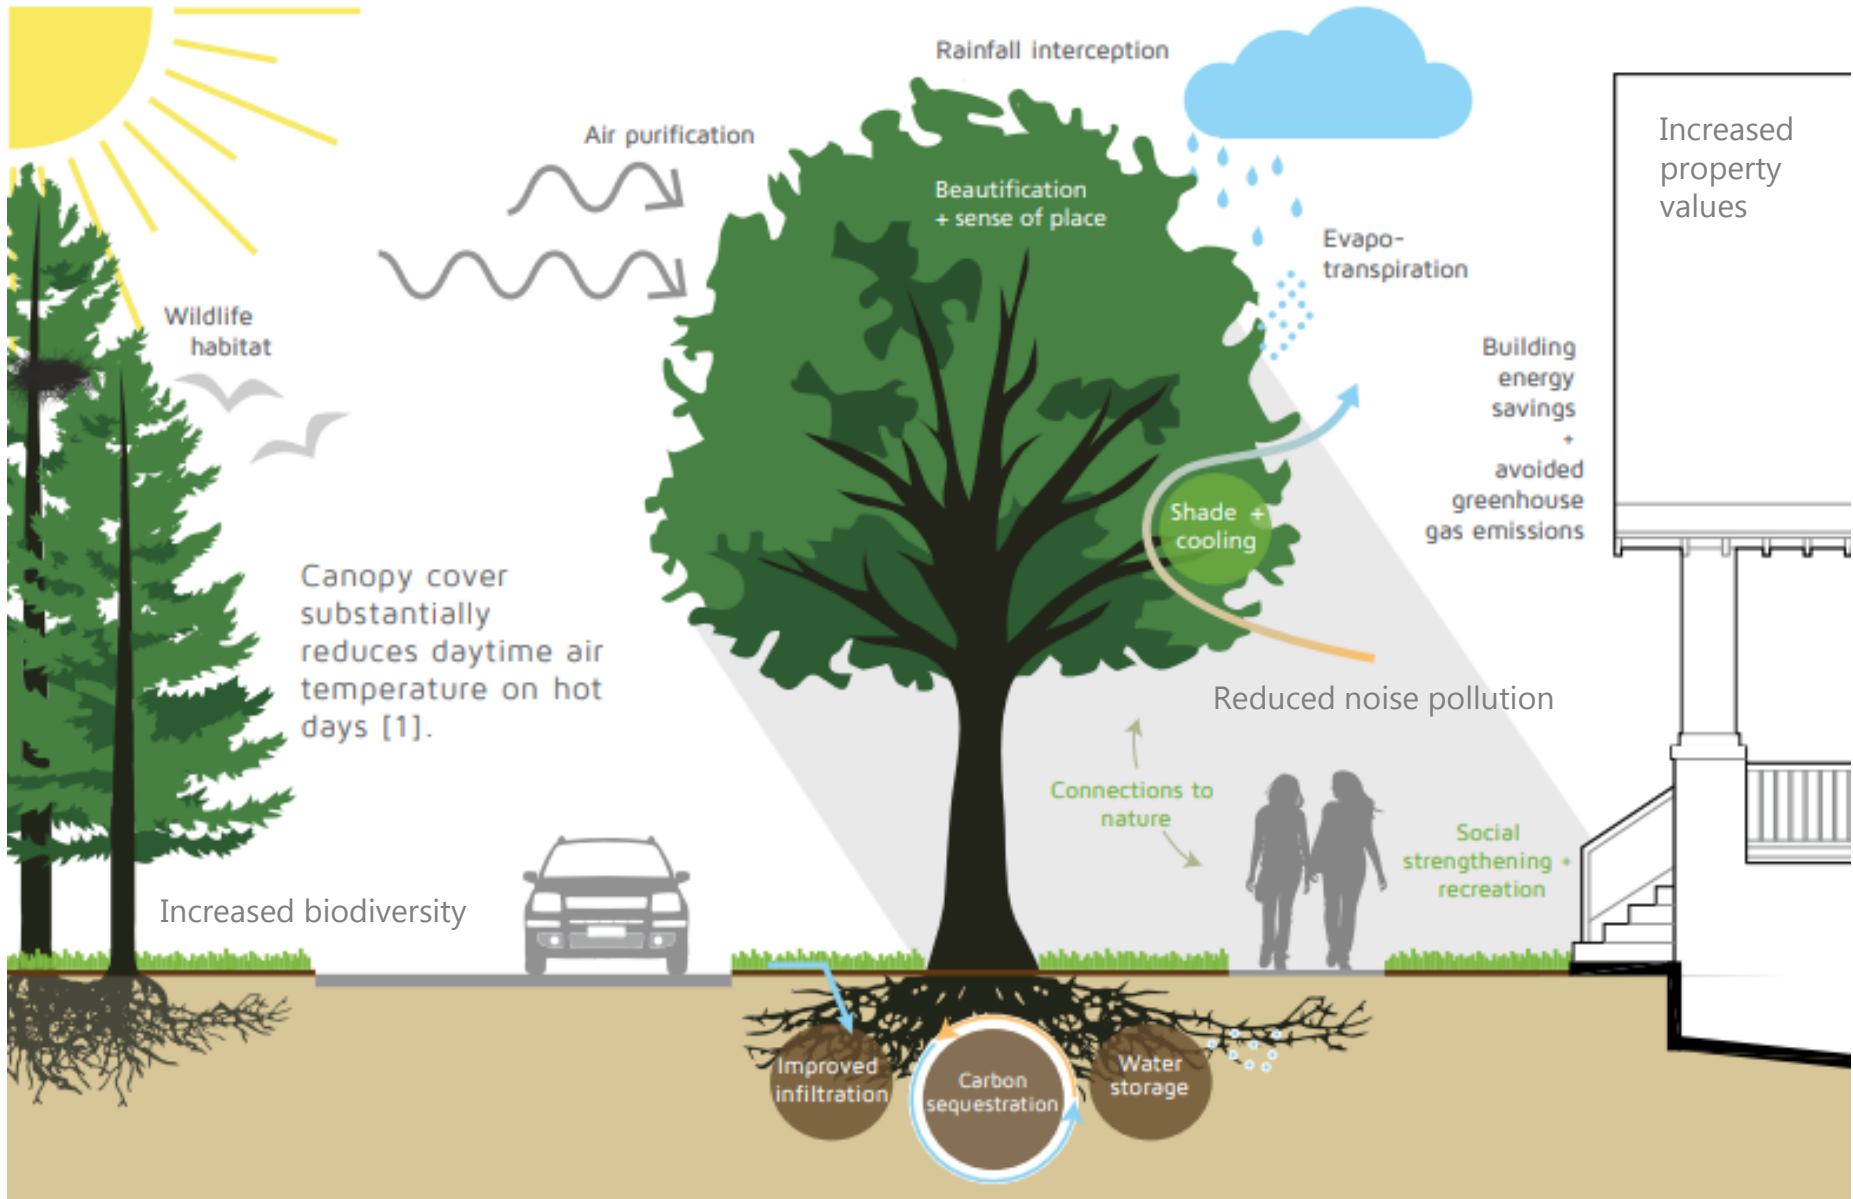 Rainfall interception
Air purification
Increased
property
values
Beautification
+ sense of place
Evapo-
transpiration
Wildlife
habitat
Building
energy
savings
+
avoided
greenhouse
gas emissions
Shade +
cooling
Canopy cover
substantially
reduces daytime air
temperature on hot
days [1].
Reduced noise pollution
Connections to
nature
Social
strengthening +
recreation
Increased biodiversity
Improved
infiltration
Carbon
sequestration
Water
storage